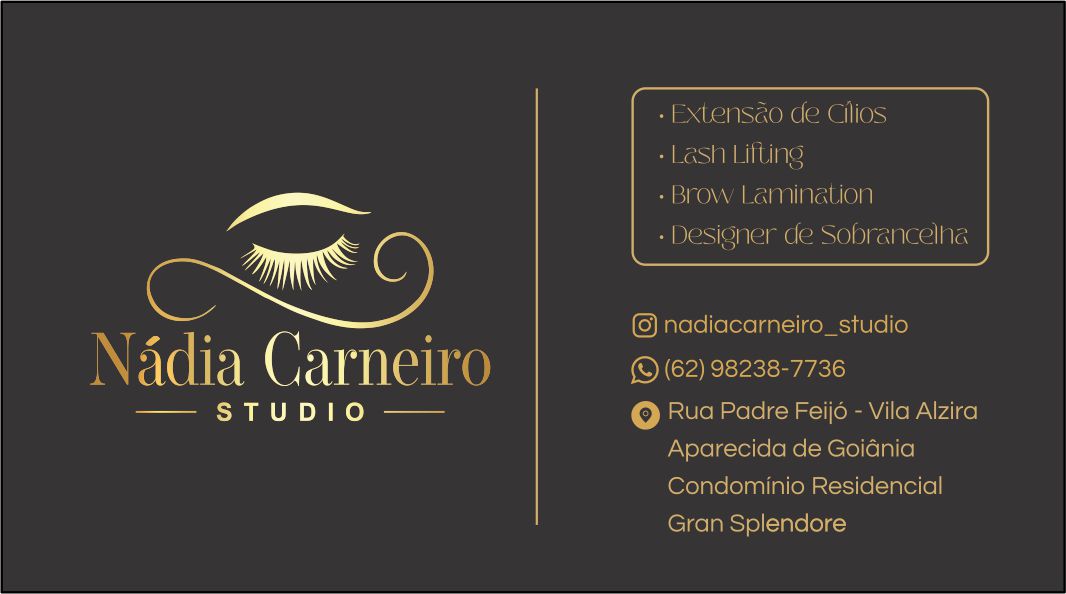 Nádia Carneiro
STUDIO
• Extensão de Cílios
• Lash Lifting
• Brow Lamination
• Designer de Sobrancelha
nadiacarneiro_studio
(62) 98238-7736
Rua Padre Feijó - Vila Alzira
Aparecida de Goiânia
Condomínio Residencial
Gran Splendore